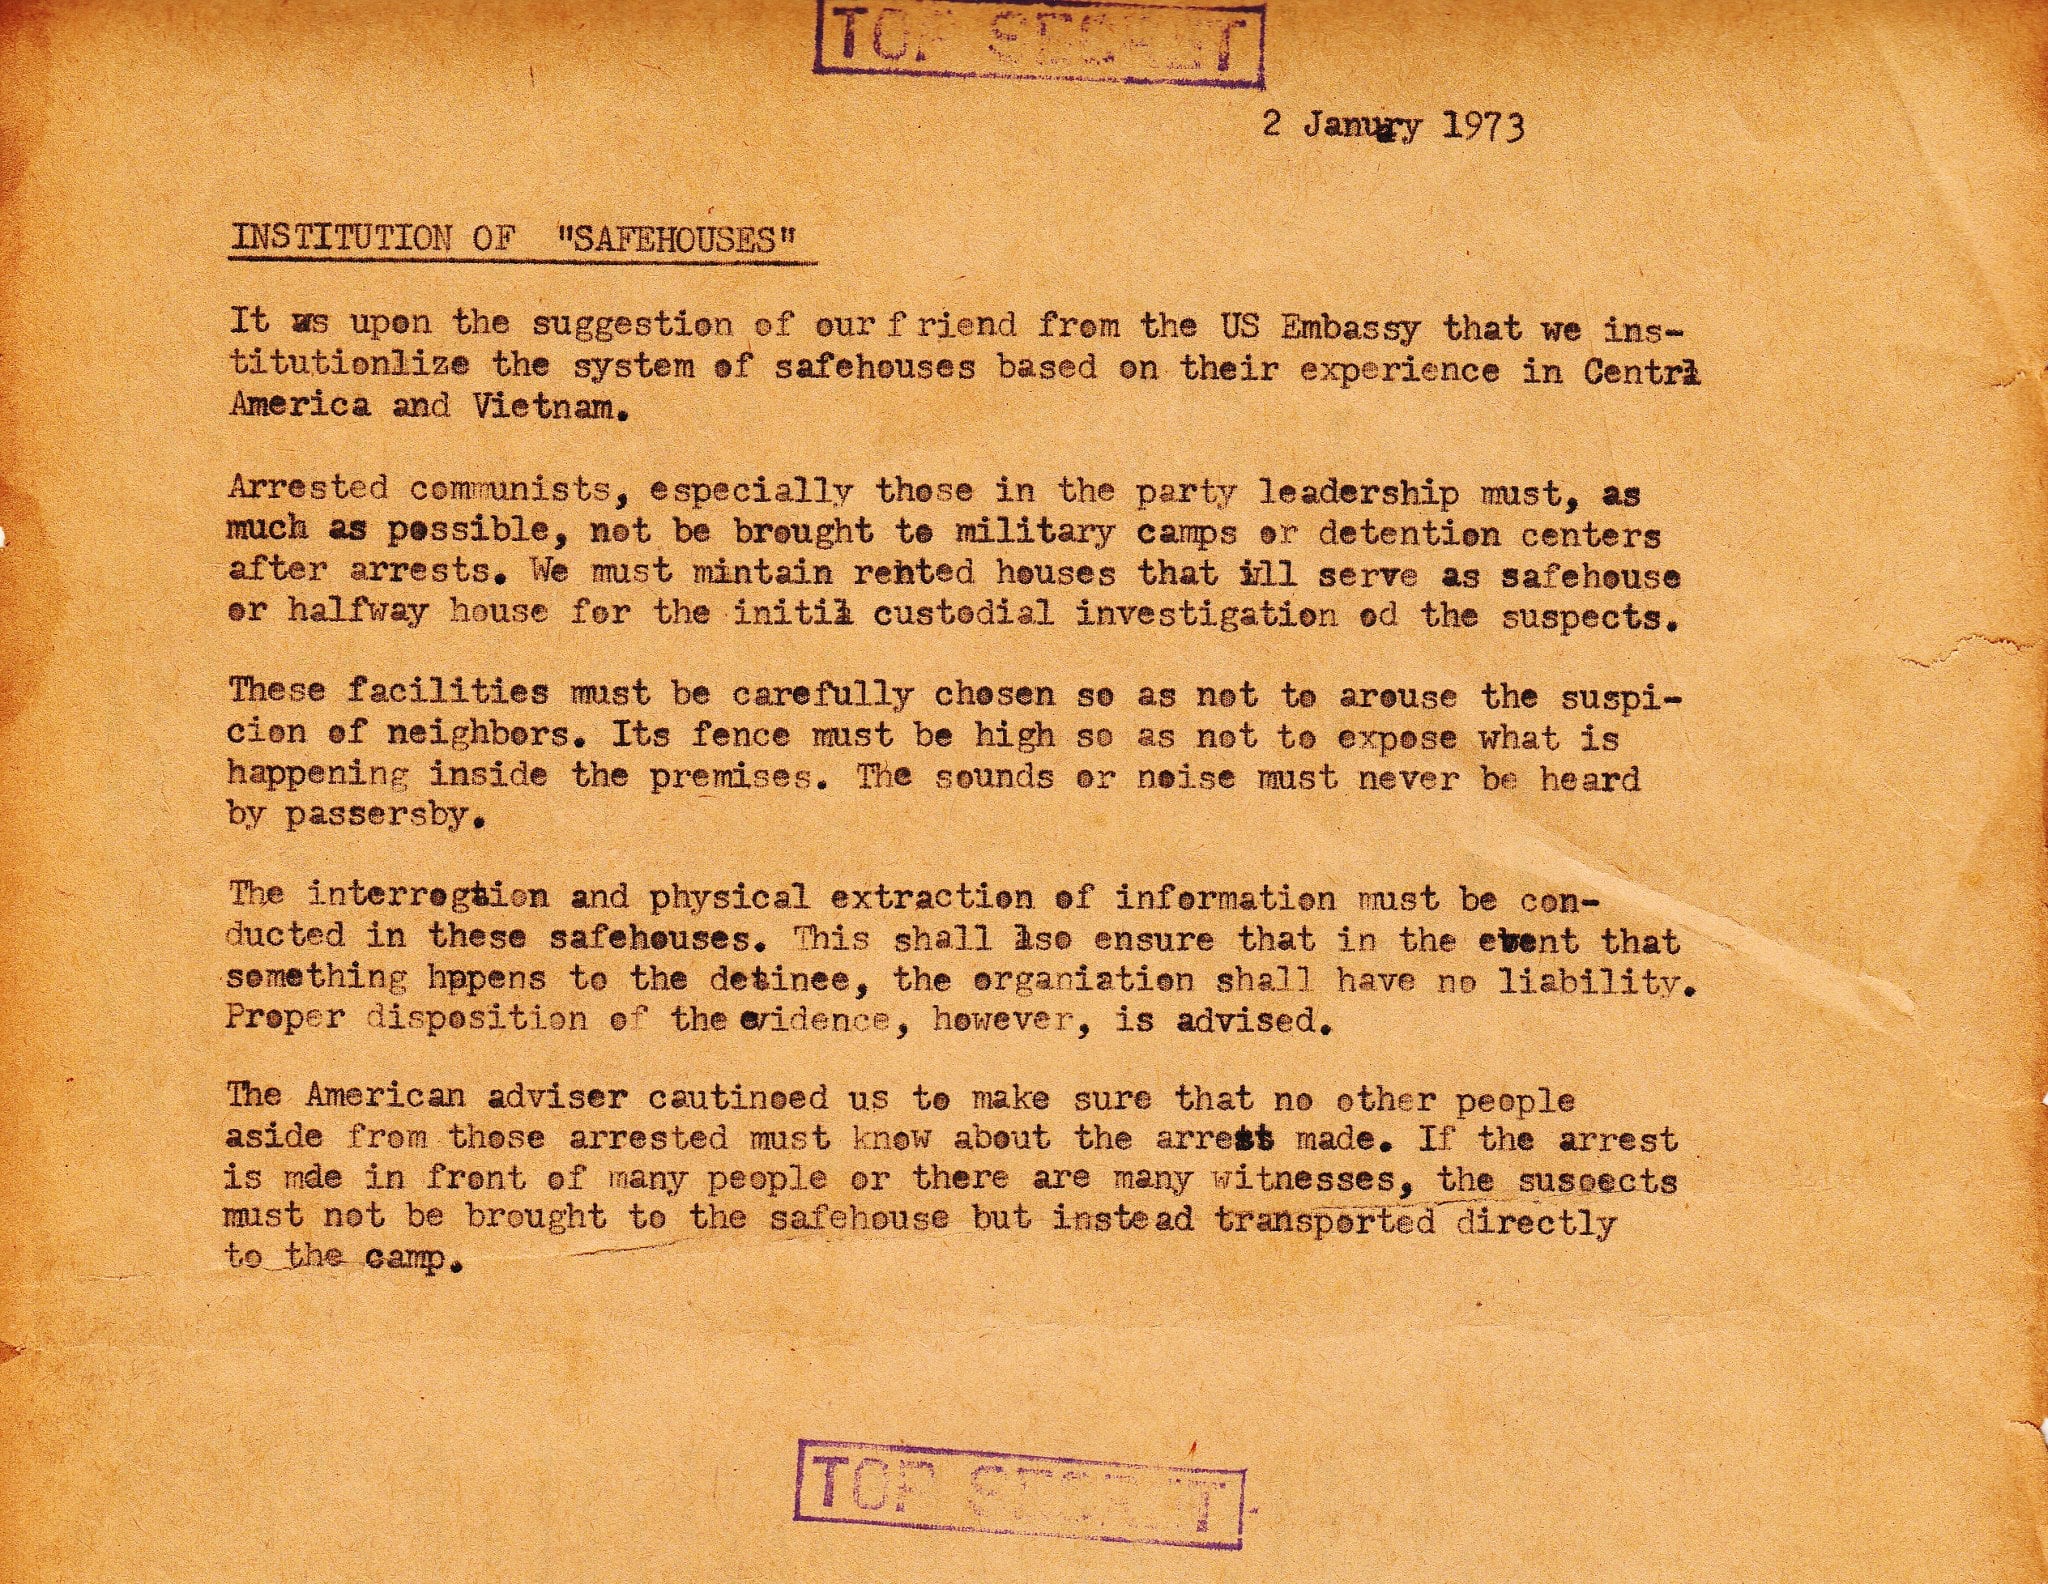 TOP SECRET
2 January 1973
INSTITUTION OF "SAFEHOUSES"
It was upon the suggestion of our friend from the US Embassy that we ins-
titutionlize the system of safehouses based on their experience in Centrl
America and Vietnam.
Arrested communists, especially those in the party leadership must, as
much as possible, not be brought to military camps or detention centers
after arrests. We must mintain rented houses that will serve as safehouse
or halfway house for the initil custodial investigation od the suspects.
These facilities must be carefully chosen so as not to arouse the suspi-
cion of neighbors. Its fence must be high so as not to expose what is
happening inside the premises. The sounds or noise must never be heard
by passersby.
The interrogtion and physical extraction of information must be con-
ducted in these safehouses. This shall lso ensure that in the event that
something hppens to the detinee, the organiation shall have no liability.
Proper disposition of the evidence, however, is advised.
The American adviser cautinoed us to make sure that no other people
aside from those arrested must know about the arrest made. If the arrest
is mde in front of many people or there are many witnesses, the susoects
must not be brought to the safehouse but instead transported directly
to the camp.
TOP SECRET